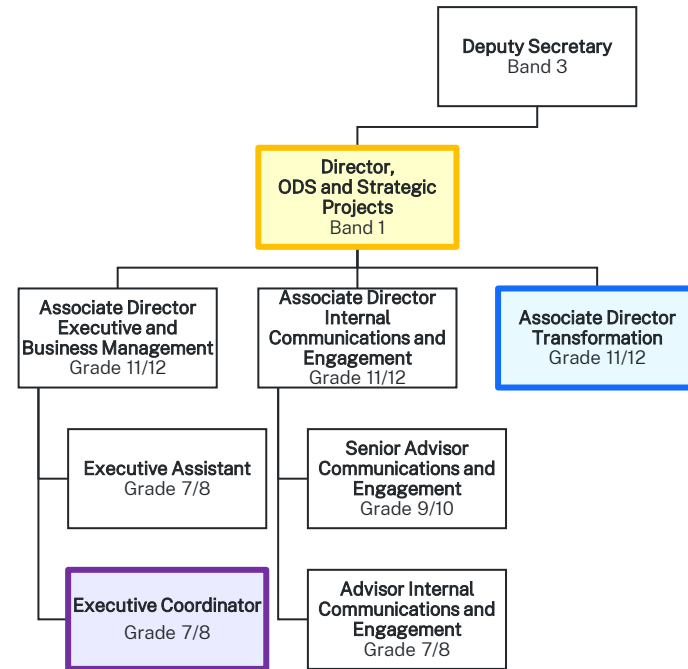 Deputy Secretary
Band 3
Director,
ODS and Strategic
Projects
Band 1
Associate Director
Executive and
Business Management
Grade 11/12
Associate Director
Internal
Communications and
Engagement
Grade 11/12
Associate Director
Transformation
Grade 11/12
Executive Assistant
Grade 7/8
Senior Advisor
Communications and
Engagement
Grade 9/10
Executive Coordinator
Grade 7/8
Advisor Internal
Communications and
Engagement
Grade 7/8